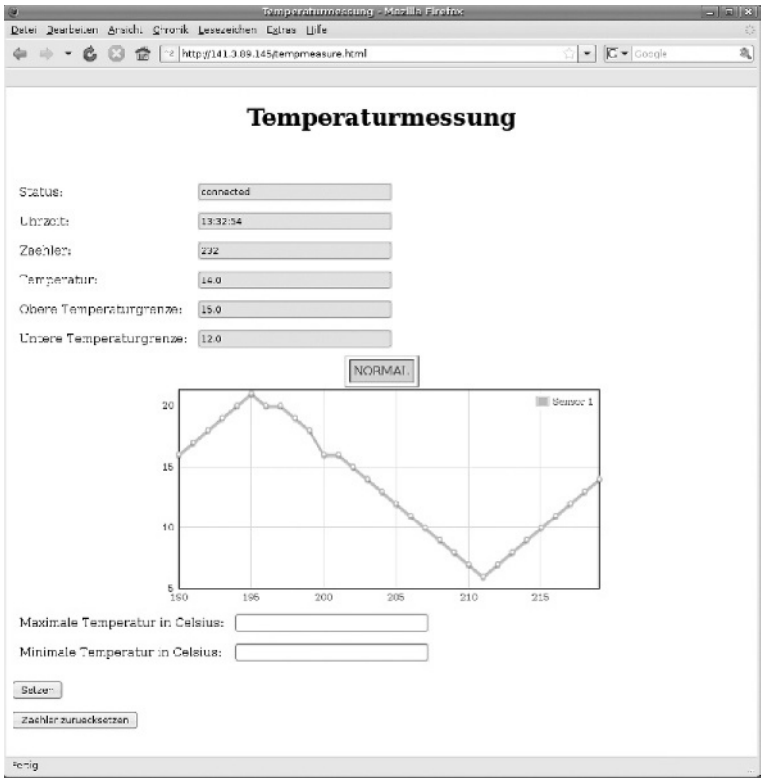 Temperaturmessung - Mozilla Firefox
Datei Bearbeiten Ansicht Chronik Lesezeichen Extras Hilfe
http://141.3.89.145/tempmeasure.html Google
Temperaturmessung
Status: connected
Uhrzeit: 13:32:54
Zaehler: 232
Temperatur: 14.0
Obere Temperaturgrenze: 15.0
Untere Temperaturgrenze: 12.0
NORMAL
Sensor 1
20
15
10
5
190 195 200 205 210 215
Maximale Temperatur in Celsius:
Minimale Temperatur in Celsius:
Setzen
Zaehler zuruecksetzen
Fertig